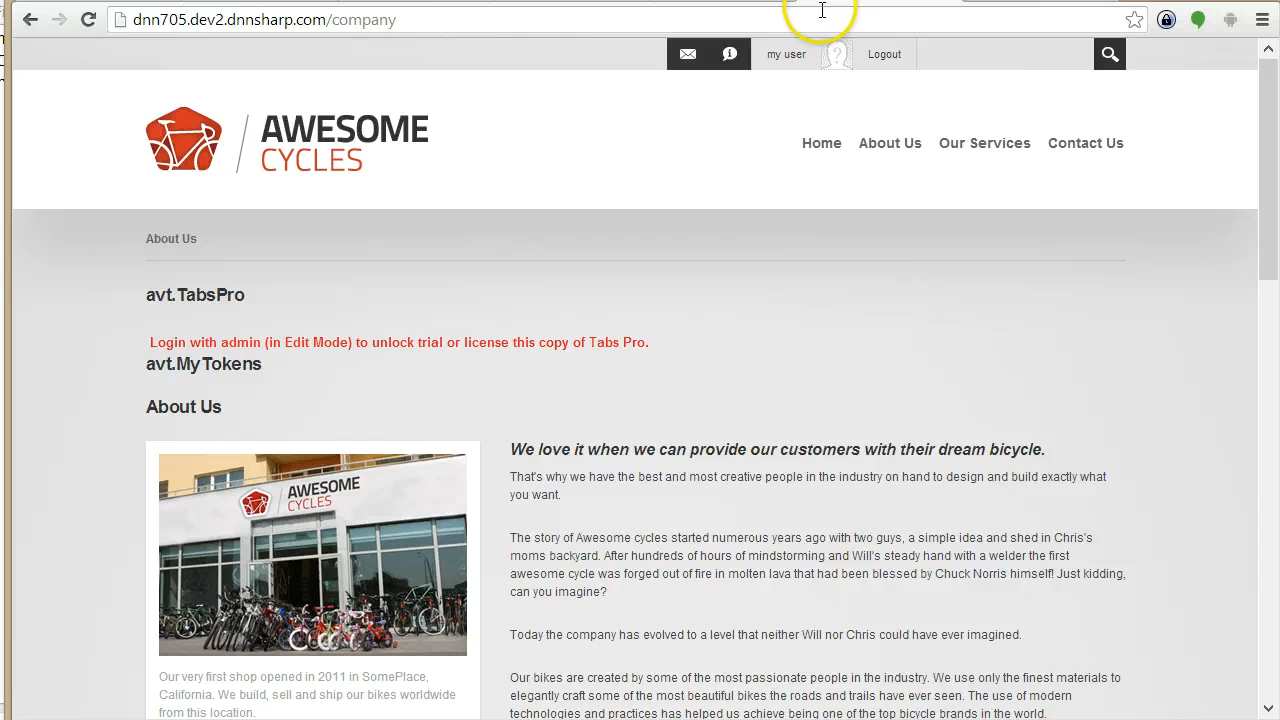 dnn705.dev2.dnnsharp.com/company
my user
Logout
AWESOME
CYCLES
Home
About Us
Our Services
Contact Us
About Us
avt.TabsPro
Login with admin (in Edit Mode) to unlock trial or license this copy of Tabs Pro.
avt.MyTokens
About Us
AWESOME
CYCLES
Our very first shop opened in 2011 in SomePlace,
California. We build, sell and ship our bikes worldwide
from this location.
We love it when we can provide our customers with their dream bicycle.
That's why we have the best and most creative people in the industry on hand to design and build exactly what
you want.
The story of Awesome cycles started numerous years ago with two guys, a simple idea and shed in Chris's
moms backyard. After hundreds of hours of mindstorming and Will's steady hand with a welder the first
awesome cycle was forged out of fire in molten lava that had been blessed by Chuck Norris himself! Just kidding,
can you imagine?
Today the company has evolved to a level that neither Will nor Chris could have ever imagined.
Our bikes are created by some of the most passionate people in the industry. We use only the finest materials to
elegantly craft some of the most beautiful bikes the roads and trails have ever seen. The use of modern
technologies and practices has helped us achieve being one of the top bicycle brands in the world.